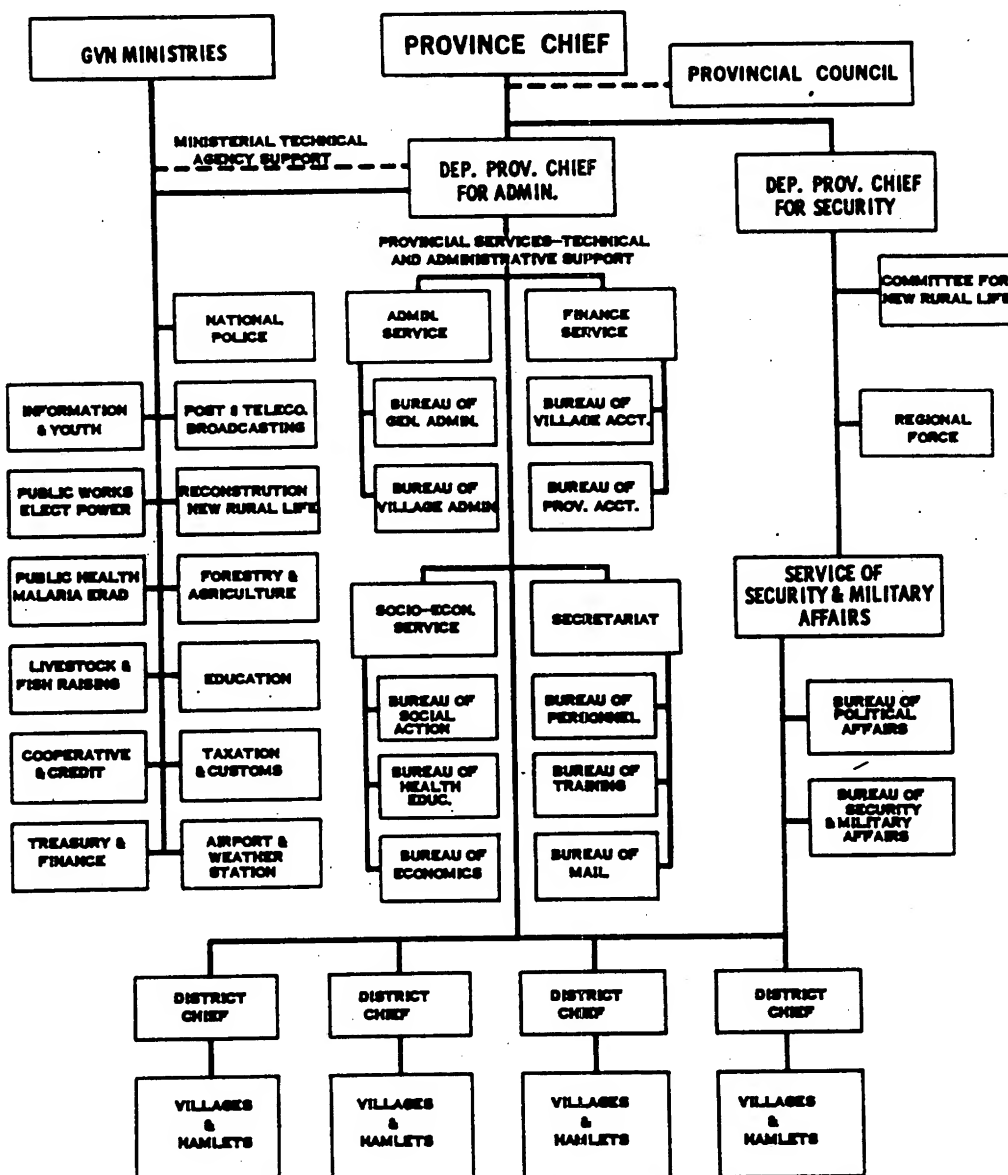 GVN MINISTRIES
PROVINCE CHIEF
PROVINCIAL COUNCIL
MINISTERIAL TECHNICAL
AGENCY SUPPORT
DEP. PROV. CHIEF
FOR ADMIN.
DEP. PROV. CHIEF
FOR SECURITY
PROVINCIAL SERVICES-TECHNICAL
AND ADMINISTRATIVE SUPPORT
COMMITTEE FOR
NEW RURAL LIFE
NATIONAL
POLICE
ADMIN.
SERVICE
FINANCE
SERVICE
INFORMATION
& YOUTH
POST & TELECO.
BROADCASTING
BUREAU OF
GEN. ADMIN.
BUREAU OF
VILLAGE ACCT.
REGIONAL
FORCE
PUBLIC WORKS
ELECT POWER
RECONSTRUTION
NEW RURAL LIFE
BUREAU OF
VILLAGE ADMIN
BUREAU OF
PROV. ACCT.
PUBLIC HEALTH
MALARIA ERAD
FORESTRY &
AGRICULTURE
SOCIO-ECON.
SERVICE
SECRETARIAT
SERVICE OF
SECURITY & MILITARY
AFFAIRS
LIVESTOCK &
FISH RAISING
EDUCATION
BUREAU OF
SOCIAL
ACTION
BUREAU OF
PERSONNEL
BUREAU OF
POLITICAL
AFFAIRS
COOPERATIVE
& CREDIT
TAXATION
& CUSTOMS
BUREAU OF
HEALTH
EDUC.
BUREAU OF
TRAINING
BUREAU OF
SECURITY
& MILITARY
AFFAIRS
TREASURY &
FINANCE
AIRPORT &
WEATHER
STATION
BUREAU OF
ECONOMICS
BUREAU OF
MAIL
DISTRICT
CHIEF
DISTRICT
CHIEF
DISTRICT
CHIEF
DISTRICT
CHIEF
VILLAGES
&
HAMLETS
VILLAGES
&
HAMLETS
VILLAGES
&
HAMLETS
VILLAGES
&
HAMLETS